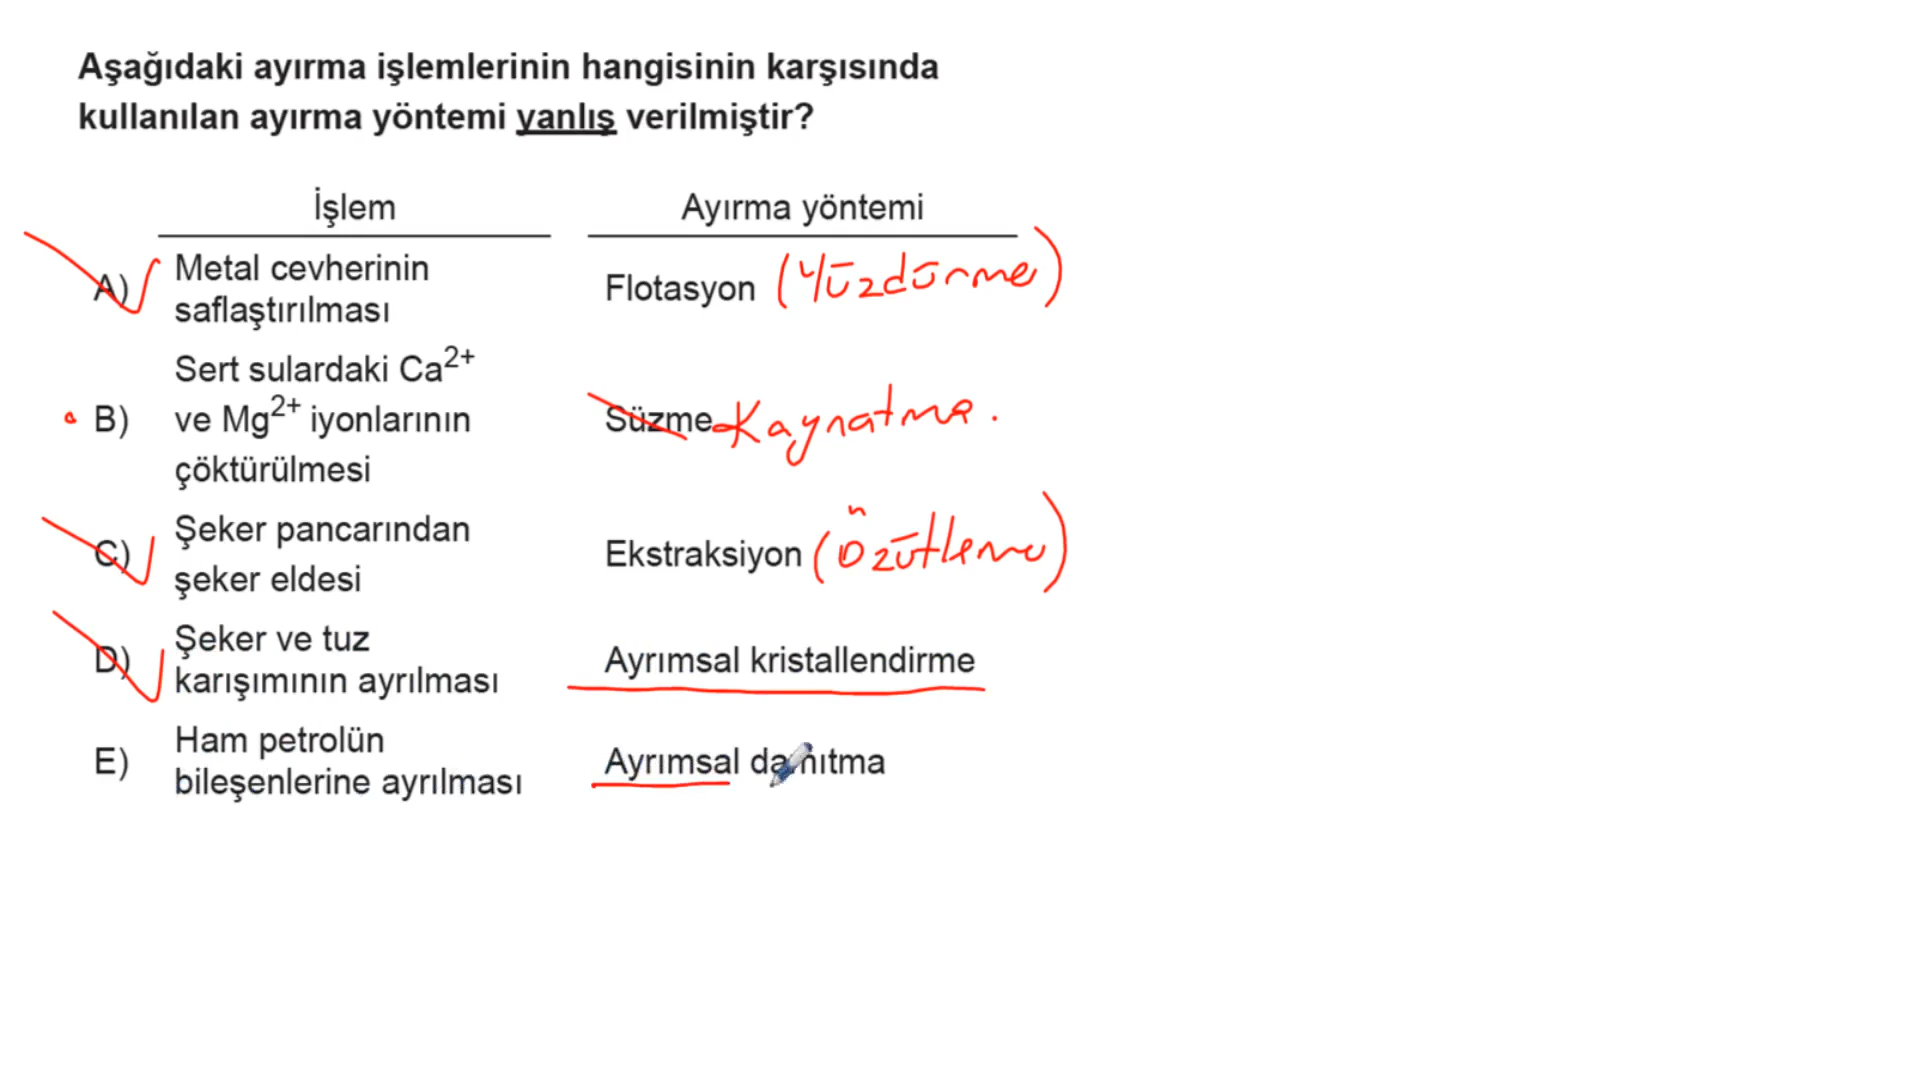 Aşağıdaki ayırma işlemlerinin hangisinin karşısında
kullanılan ayırma yöntemi yanlış verilmiştir?
İşlem Ayırma yöntemi
A) Metal cevherinin saflaştırılması Flotasyon (Yüzdürme)
B) Sert sulardaki Ca2+ ve Mg2+ iyonlarının çöktürülmesi Süzme Kaynatma.
C) Şeker pancarından şeker eldesi Ekstraksiyon (Özütleme)
D) Şeker ve tuz karışımının ayrılması Ayrımsal kristallendirme
E) Ham petrolün bileşenlerine ayrılması Ayrımsal damıtma